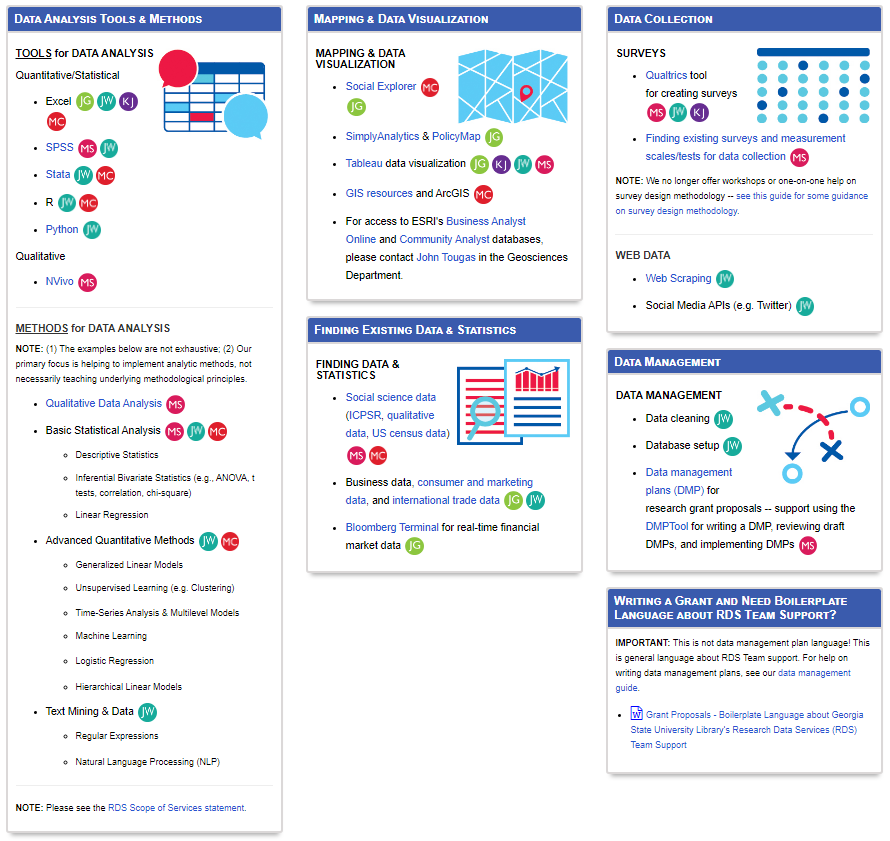 Data Analysis Tools & Methods
TOOLS for DATA ANALYSIS
Quantitative/Statistical
Excel JG JW KJ
MC
SPSS MS JW
Stata JW MC
R JW MC
Python JW
Qualitative
NVivo MS
METHODS for DATA ANALYSIS
NOTE: (1) The examples below are not exhaustive; (2) Our
primary focus is helping to implement analytic methods, not
necessarily teaching underlying methodological principles.
Qualitative Data Analysis MS
Basic Statistical Analysis MS JW MC
Descriptive Statistics
Inferential Bivariate Statistics (e.g., ANOVA, t
tests, correlation, chi-square)
Linear Regression
Advanced Quantitative Methods JW MC
Generalized Linear Models
Unsupervised Learning (e.g. Clustering)
Time-Series Analysis & Multilevel Models
Machine Learning
Logistic Regression
Hierarchical Linear Models
Text Mining & Data JW
Regular Expressions
Natural Language Processing (NLP)
NOTE: Please see the RDS Scope of Services statement.
Mapping & Data Visualization
MAPPING & DATA
VISUALIZATION
Social Explorer MC
JG
SimplyAnalytics & PolicyMap JG
Tableau data visualization JG KJ JW MS
GIS resources and ArcGIS MC
For access to ESRI's Business Analyst
Online and Community Analyst databases,
please contact John Tougas in the Geosciences
Department.
Finding Existing Data & Statistics
FINDING DATA &
STATISTICS
Social science data
(ICPSR, qualitative
data, US census data)
MS MC
Business data, consumer and marketing
data, and international trade data JG JW
Bloomberg Terminal for real-time financial
market data JG
Data Collection
SURVEYS
Qualtrics tool
for creating surveys
MS JW KJ
Finding existing surveys and measurement
scales/tests for data collection MS
NOTE: We no longer offer workshops or one-on-one help on
survey design methodology -- see this guide for some guidance
on survey design methodology.
WEB DATA
Web Scraping JW
Social Media APIs (e.g. Twitter) JW
Data Management
DATA MANAGEMENT
Data cleaning JW
Database setup JW
Data management
plans (DMP) for
research grant proposals -- support using the
DMPTool for writing a DMP, reviewing draft
DMPs, and implementing DMPs MS
Writing a Grant and Need Boilerplate
Language about RDS Team Support?
IMPORTANT: This is not data management plan language! This
is general language about RDS Team support. For help on
writing data management plans, see our data management
guide.
W Grant Proposals - Boilerplate Language about Georgia
State University Library's Research Data Services (RDS)
Team Support